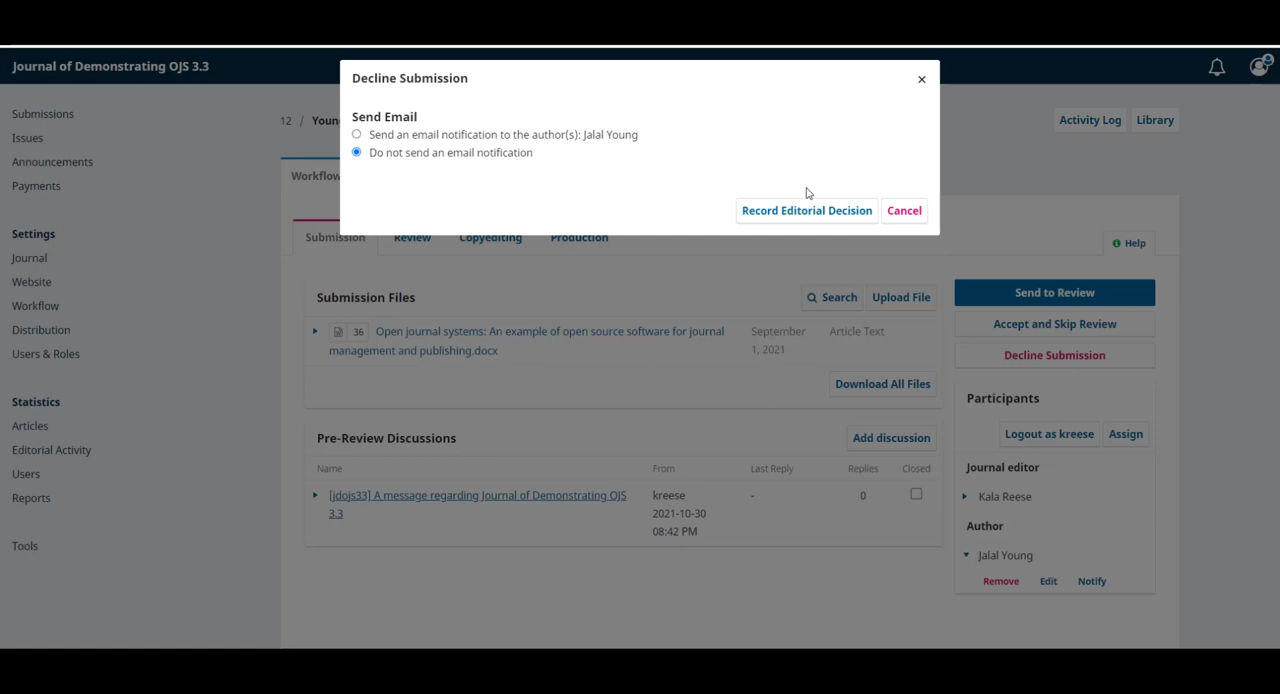 Journal of Demonstrating OJS 3.3
Decline Submission
Send Email
Send an email notification to the author(s): Jalal Young
Do not send an email notification
Record Editorial Decision
Cancel
Submissions
Issues
Announcements
Payments
Settings
Journal
Website
Workflow
Distribution
Users & Roles
Statistics
Articles
Editorial Activity
Users
Reports
Tools
12 / Youn
Activity Log
Library
Workflow
Submission
Review
Copyediting
Production
Help
Submission Files
Search
Upload File
36 Open journal systems: An example of open source software for journal
management and publishing.docx
September
1, 2021
Article Text
Download All Files
Pre-Review Discussions
Add discussion
Name
From
Last Reply
Replies
Closed
[jdojs33] A message regarding Journal of Demonstrating OJS
3.3
kreese
2021-10-30
08:42 PM
-
0
Send to Review
Accept and Skip Review
Decline Submission
Participants
Logout as kreese
Assign
Journal editor
Kala Reese
Author
Jalal Young
Remove
Edit
Notify